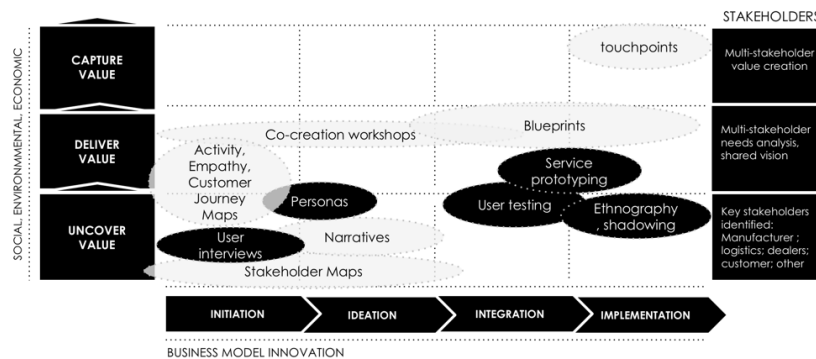 STAKEHOLDERS
SOCIAL, ENVIRONMMENTAL, ECONOMIC
CAPTURE
VALUE
touchpoints
Multi-stakeholder
value creation
DELIVER
VALUE
Co-creation workshops
Blueprints
Activity,
Empathy,
Customer
Journey
Maps
Service
prototyping
Multi-stakeholder
needs analysis,
shared vision
UNCOVER
VALUE
Personas
User testing
Ethnography
, shadowing
User
interviews
Narratives
Stakeholder Maps
Key stakeholders
identified:
Manufacturer ;
logistics; dealers;
customer; other
INITIATION
IDEATION
INTEGRATION
IMPLEMENTATION
BUSINESS MODEL INNOVATION